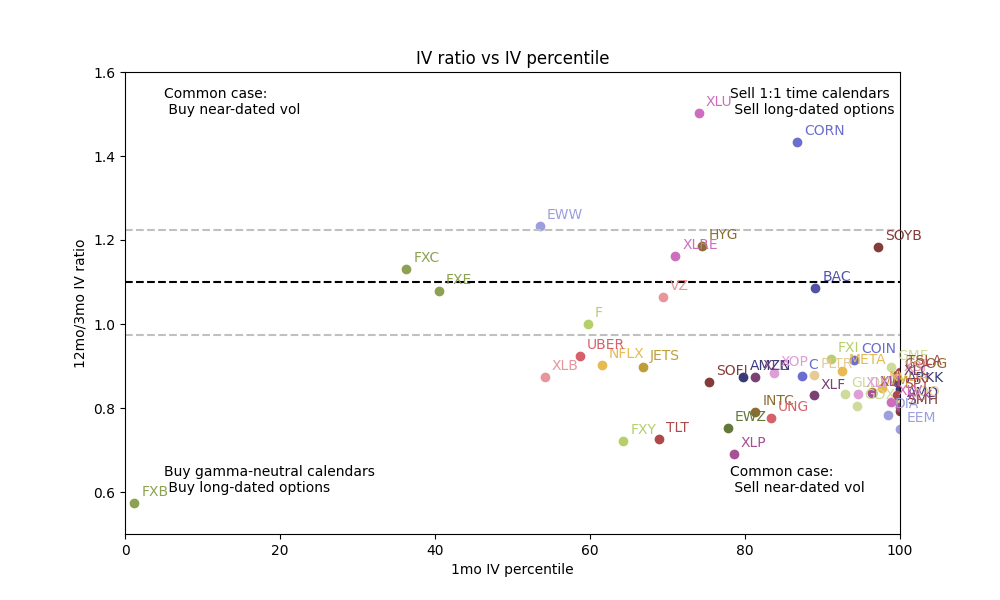 IV ratio vs IV percentile
1.6
Common case:
Buy near-dated vol
Sell 1:1 time calendars
Sell long-dated options
XLU
CORN
1.4
EWW
HYG
SOYB
XLRE
1.2
FXC
FXE
BAC
VZ
12mo/3mo IV ratio
F
1.0
UBER
NFLX
JETS
XLB
FXI
COIN
META
XOP
C
SOFI
XLF
TSLA
ARKK
INTC
UNG
0.8
EWZ
SMH
DIA
EEM
FXY
TLT
XLP
Buy gamma-neutral calendars
Buy long-dated options
Common case:
Sell near-dated vol
FXB
0.6
0
20
40
60
80
100
1mo IV percentile